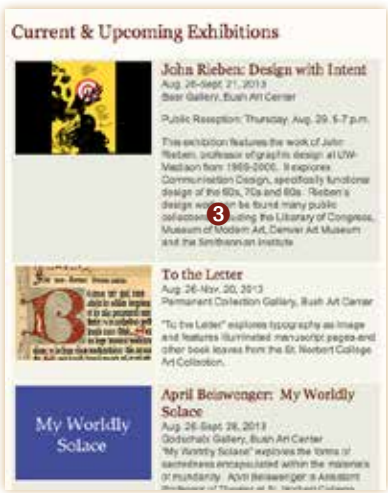 Current & Upcoming Exhibitions
John Rieben: Design with Intent
Aug. 26-Sept. 21, 2013
Baer Gallery, Bush Art Center
Public Reception: Thursday, Aug. 29, 5-7 p.m.
This exhibition features the work of John
Rieben, professor of graphic design at UW-
Madison from 1969-2006. It explores
Communication Design, specifically functional
design of the 60s, 70s and 80s. Rieben's
design work can be found many public
3
the Library of Congress,
Museum of Modern Art, Denver Art Museum
and the Smithsonian Institute.
To the Letter
Aug. 26-Nov. 20, 2013
Permanent Collection Gallery, Bush Art Center
"To the Letter" explores typography as image
and features illuminated manuscript pages and
other book leaves from the St. Norbert College
Art Collection.
My Worldly
Solace
April Beiswenger: My Worldly
Solace
Aug. 26-Sept. 28, 2013
Godschalx Gallery, Bush Art Center
"My Worldly Solace" explores the forms of
sacredness encapsulated within the materials
of mundanity. April Beiswenger is Assistant
Professor of Theater at St. Norbert College